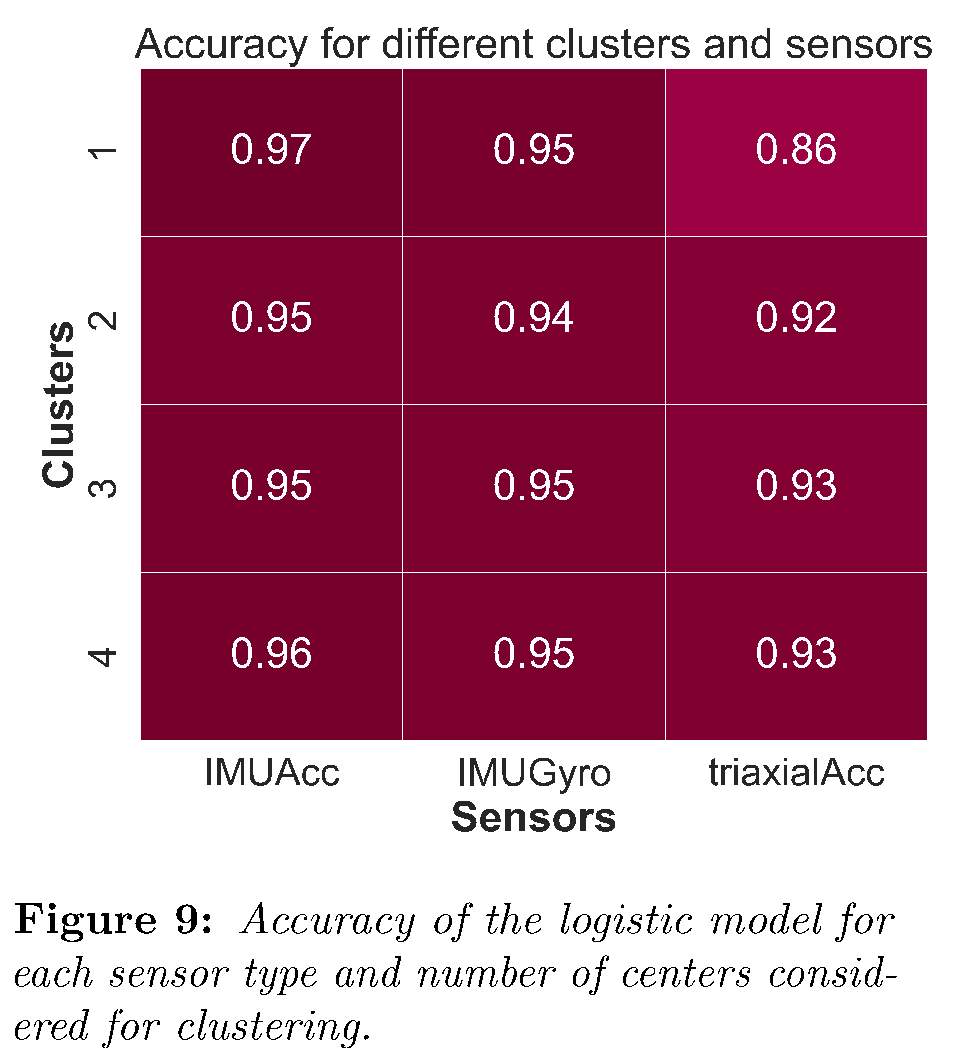 Accuracy for different clusters and sensors
1 0.97 0.95 0.86
2 0.95 0.94 0.92
3 0.95 0.95 0.93
4 0.96 0.95 0.93
Clusters
IMUAcc IMUGyro triaxialAcc
Sensors
Figure 9: Accuracy of the logistic model for
each sensor type and number of centers consid-
ered for clustering.